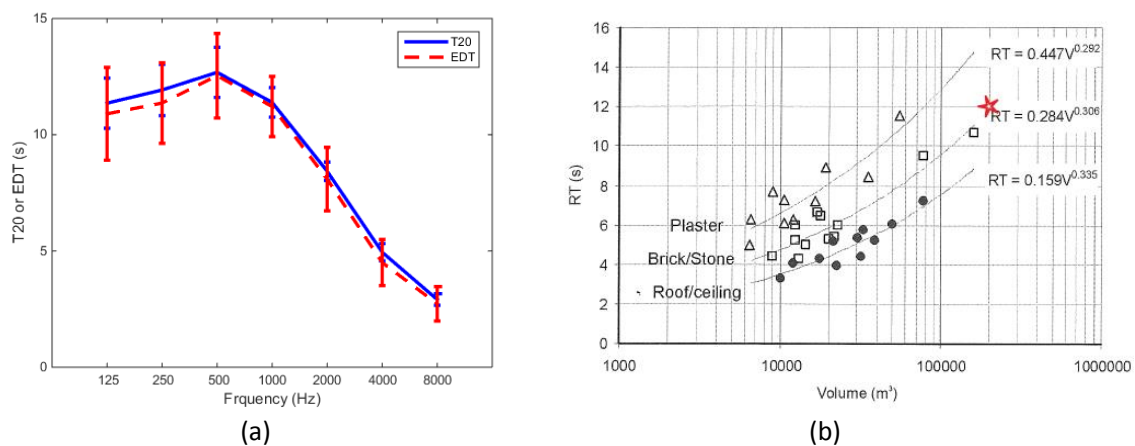 15
10
5
0
T20 or EDT (s)
T20
EDT
125 250 500 1000 2000 4000 8000
Frquency (Hz)
(a)
16
14
12
10
8
6
4
2
0
RT (s)
RT = 0.447V^0.292
RT = 0.284V^0.306
RT = 0.159V^0.335
Plaster
Brick/Stone
Roof/ceiling
1000 10000 100000 1000000
Volume (m³)
(b)